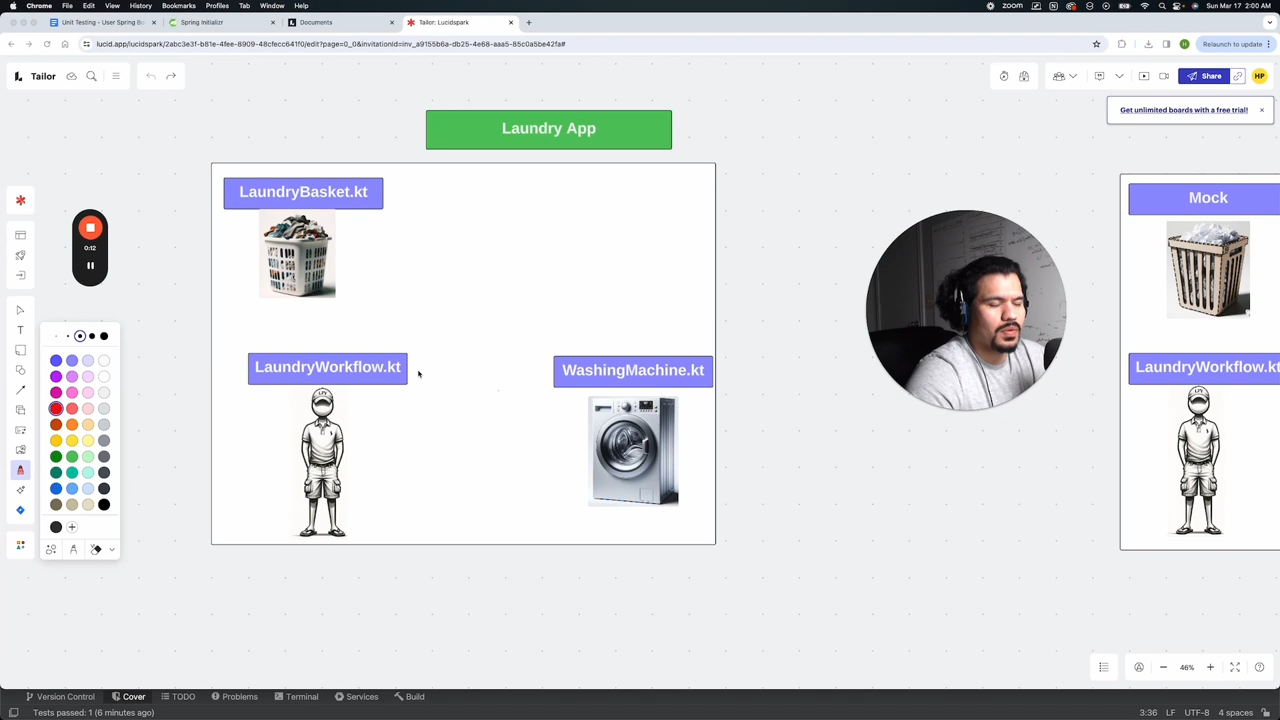 Chrome File Edit View History Bookmarks Profiles Tab Window Help
zoom
Sun Mar 17 2:00 AM
Unit Testing – User Spring Bo
Spring Initializr
Documents
Tailor: Lucidspark
lucid.app/lucidspark/2abc3e3f-b81e-4fee-8909-48cfecc641f0/edit?page=0_0&invitationId=inv_a9155b6a-db25-4e68-aaa5-85c0a5be42fa#
H
Relaunch to update
Tailor
Share
HP
Get unlimited boards with a free trial!
Laundry App
LaundryBasket.kt
Mock
0:12
LaundryWorkflow.kt
WashingMachine.kt
LaundryWorkflow.kt
46%
Version Control
Cover
TODO
Problems
Terminal
Services
Build
Tests passed: 1 (6 minutes ago)
3:36 LF UTF-8 4 spaces